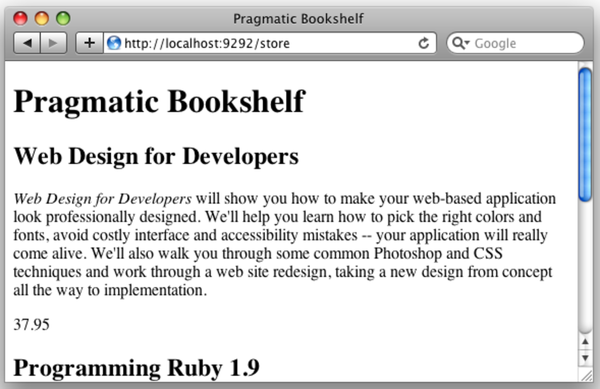 Pragmatic Bookshelf
http://localhost:9292/store
Google
Pragmatic Bookshelf
Web Design for Developers
Web Design for Developers will show you how to make your web-based application
look professionally designed. We'll help you learn how to pick the right colors and
fonts, avoid costly interface and accessibility mistakes -- your application will really
come alive. We'll also walk you through some common Photoshop and CSS
techniques and work through a web site redesign, taking a new design from concept
all the way to implementation.
37.95
Programming Ruby 1.9